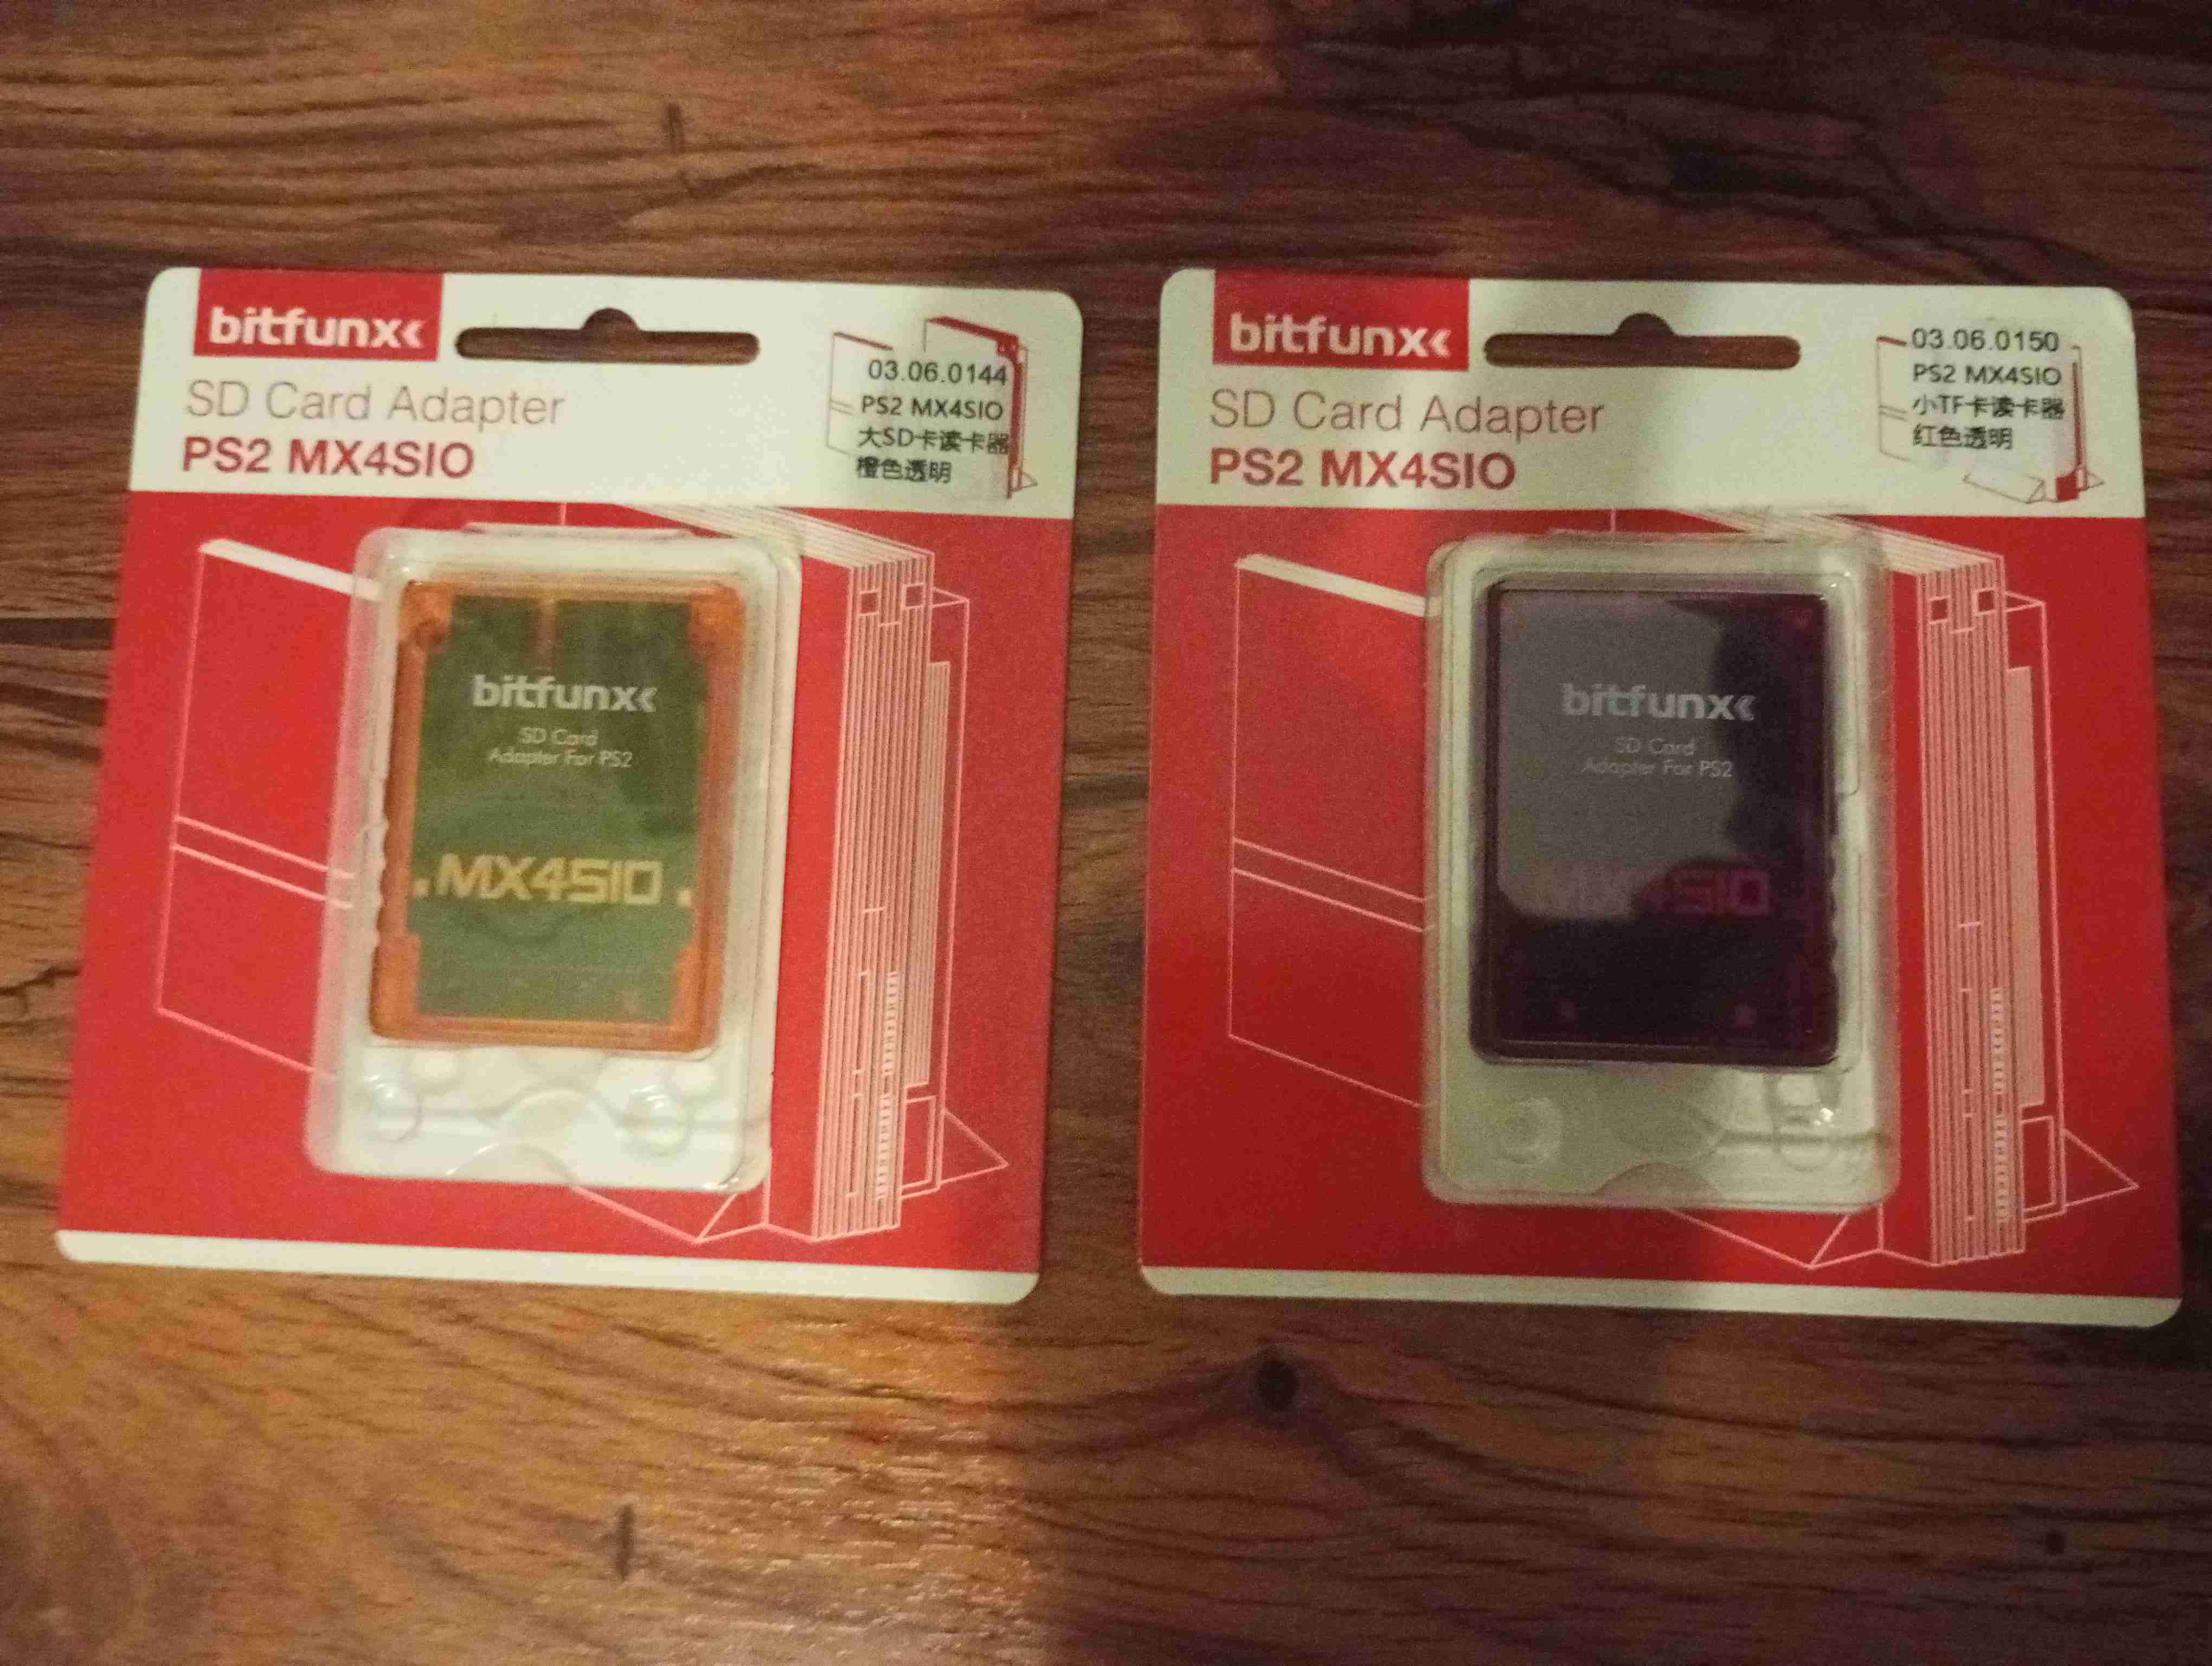 bitfunx
SD Card Adapter
PS2 MX4SIO
03.06.0144
PS2 MX4SIO
大SD卡读卡器
橙色透明
bitfunx
SD Card
Adapter For PS2
MX4SIO
bitfunx
SD Card Adapter
PS2 MX4SIO
03.06.0150
PS2 MX4SIO
小TF卡读卡器
红色透明
bitfunx
SD Card
Adapter For PS2
MX4SIO